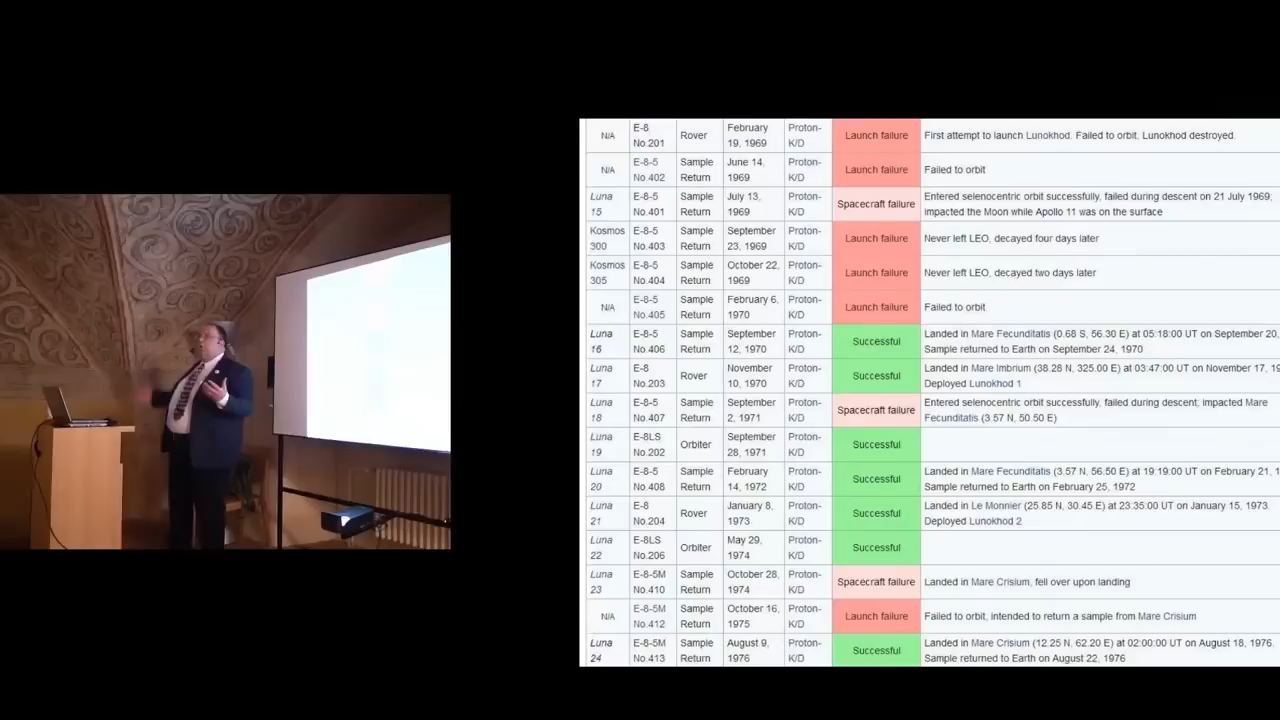 N/A E-8 No.201 Rover February 19, 1969 Proton-K/D Launch failure First attempt to launch Lunokhod. Failed to orbit. Lunokhod destroyed.
N/A E-8-5 No.402 Sample Return June 14, 1969 Proton-K/D Launch failure Failed to orbit
Luna 15 E-8-5 No.401 Sample Return July 13, 1969 Proton-K/D Spacecraft failure Entered selenocentric orbit successfully, failed during descent on 21 July 1969; impacted the Moon while Apollo 11 was on the surface
Kosmos 300 E-8-5 No.403 Sample Return September 23, 1969 Proton-K/D Launch failure Never left LEO, decayed four days later
Kosmos 305 E-8-5 No.404 Sample Return October 22, 1969 Proton-K/D Launch failure Never left LEO, decayed two days later
N/A E-8-5 No.405 Sample Return February 6, 1970 Proton-K/D Launch failure Failed to orbit
Luna 16 E-8-5 No.406 Sample Return September 12, 1970 Proton-K/D Successful Landed in Mare Fecunditatis (0.68 S, 56.30 E) at 05:18:00 UT on September 20, Sample returned to Earth on September 24, 1970
Luna 17 E-8 No.203 Rover November 10, 1970 Proton-K/D Successful Landed in Mare Imbrium (38.28 N, 325.00 E) at 03:47:00 UT on November 17, 19 Deployed Lunokhod 1
Luna 18 E-8-5 No.407 Sample Return September 2, 1971 Proton-K/D Spacecraft failure Entered selenocentric orbit successfully, failed during descent, impacted Mare Fecunditatis (3.57 N, 50.50 E)
Luna 19 E-8LS No.202 Orbiter September 28, 1971 Proton-K/D Successful
Luna 20 E-8-5 No.408 Sample Return February 14, 1972 Proton-K/D Successful Landed in Mare Fecunditatis (3.57 N, 56.50 E) at 19:19:00 UT on February 21, 1 Sample returned to Earth on February 25, 1972
Luna 21 E-8 No.204 Rover January 8, 1973 Proton-K/D Successful Landed in Le Monnier (25.85 N, 30.45 E) at 23:35:00 UT on January 15, 1973. Deployed Lunokhod 2
Luna 22 E-8LS No.206 Orbiter May 29, 1974 Proton-K/D Successful
Luna 23 E-8-5M No.410 Sample Return October 28, 1974 Proton-K/D Spacecraft failure Landed in Mare Crisium, fell over upon landing
N/A E-8-5M No.412 Sample Return October 16, 1975 Proton-K/D Launch failure Failed to orbit, intended to return a sample from Mare Crisium
Luna 24 E-8-5M No.413 Sample Return August 9, 1976 Proton-K/D Successful Landed in Mare Crisium (12.25 N, 62.20 E) at 02:00:00 UT on August 18, 1976. Sample returned to Earth on August 22, 1976